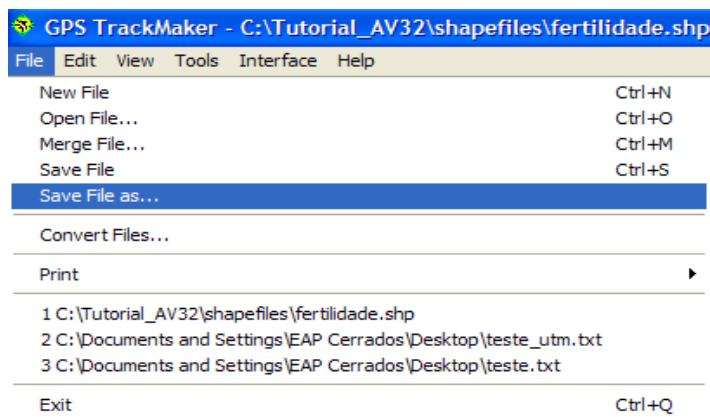 GPS TrackMaker - C:\Tutorial_AV32\shapefiles\fertilidade.shp
File Edit View Tools Interface Help
New File Ctrl+N
Open File... Ctrl+O
Merge File... Ctrl+M
Save File Ctrl+S
Save File as...
Convert Files...
Print
1 C:\Tutorial_AV32\shapefiles\fertilidade.shp
2 C:\Documents and Settings\EAP Cerrados\Desktop\teste_utm.txt
3 C:\Documents and Settings\EAP Cerrados\Desktop\teste.txt
Exit Ctrl+Q